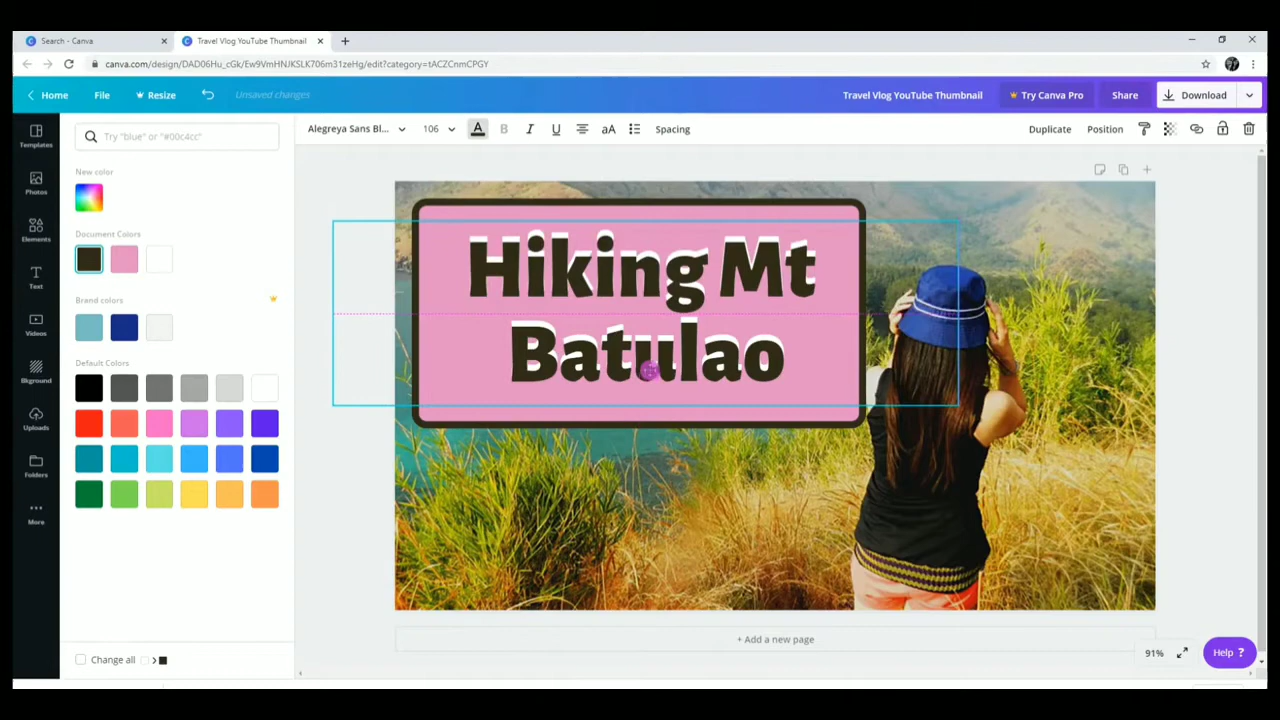 Search - Canva
Travel Vlog YouTube Thumbnail
canva.com/design/DAD06Hu_cGk/Ew9VmHNJKSLK706m31zeHg/edit?category=tACZCnmCPGY
Home
File
Resize
Unsaved changes
Travel Vlog YouTube Thumbnail
Try Canva Pro
Share
Download
Templates
Photos
Elements
Text
Videos
Bkground
Uploads
Folders
More
Try "blue" or "#00c4cc"
New color
Document Colors
Brand colors
Default Colors
Change all
Alegreya Sans Bl...
106
A
B
I
U
aA
Spacing
Duplicate
Position
Hiking Mt
Batulao
+ Add a new page
91%
Help ?